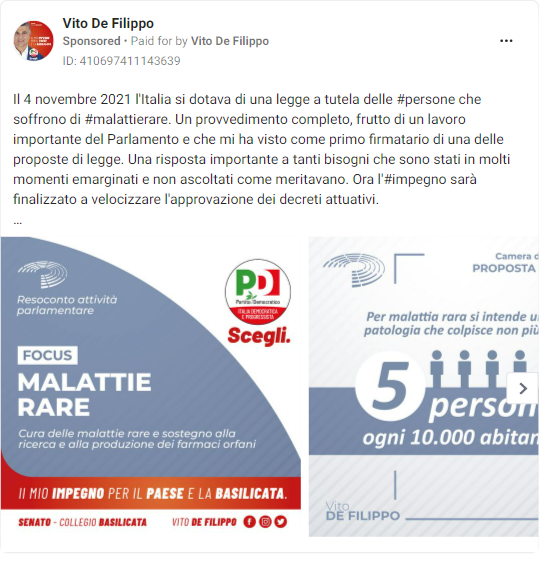 Vito De Filippo
Sponsored • Paid for by Vito De Filippo
ID: 410697411143639
Il 4 novembre 2021 l'Italia si dotava di una legge a tutela delle #persone che
soffrono di #malattierare. Un provvedimento completo, frutto di un lavoro
importante del Parlamento e che mi ha visto come primo firmatario di una delle
proposte di legge. Una risposta importante a tanti bisogni che sono stati in molti
momenti emarginati e non ascoltati come meritavano. Ora l'#impegno sarà
finalizzato a velocizzare l'approvazione dei decreti attuativi.
...
Resoconto attività
parlamentare
PD
Partito Democratico
ITALIA DEMOCRATICA
E PROGRESSISTA
Scegli.
FOCUS
MALATTIE
RARE
Cura delle malattie rare e sostegno alla
ricerca e alla produzione dei farmaci orfani
Il MIO IMPEGNO PER IL PAESE E LA BASILICATA.
SENATO - COLLEGIO BASILICATA
VITO DE FILIPPO
Camera d
PROPOSTA
Per malattia rara si intende u
patologia che colpisce non più
5 person
ogni 10.000 abitan
Vito
DE FILIPPO